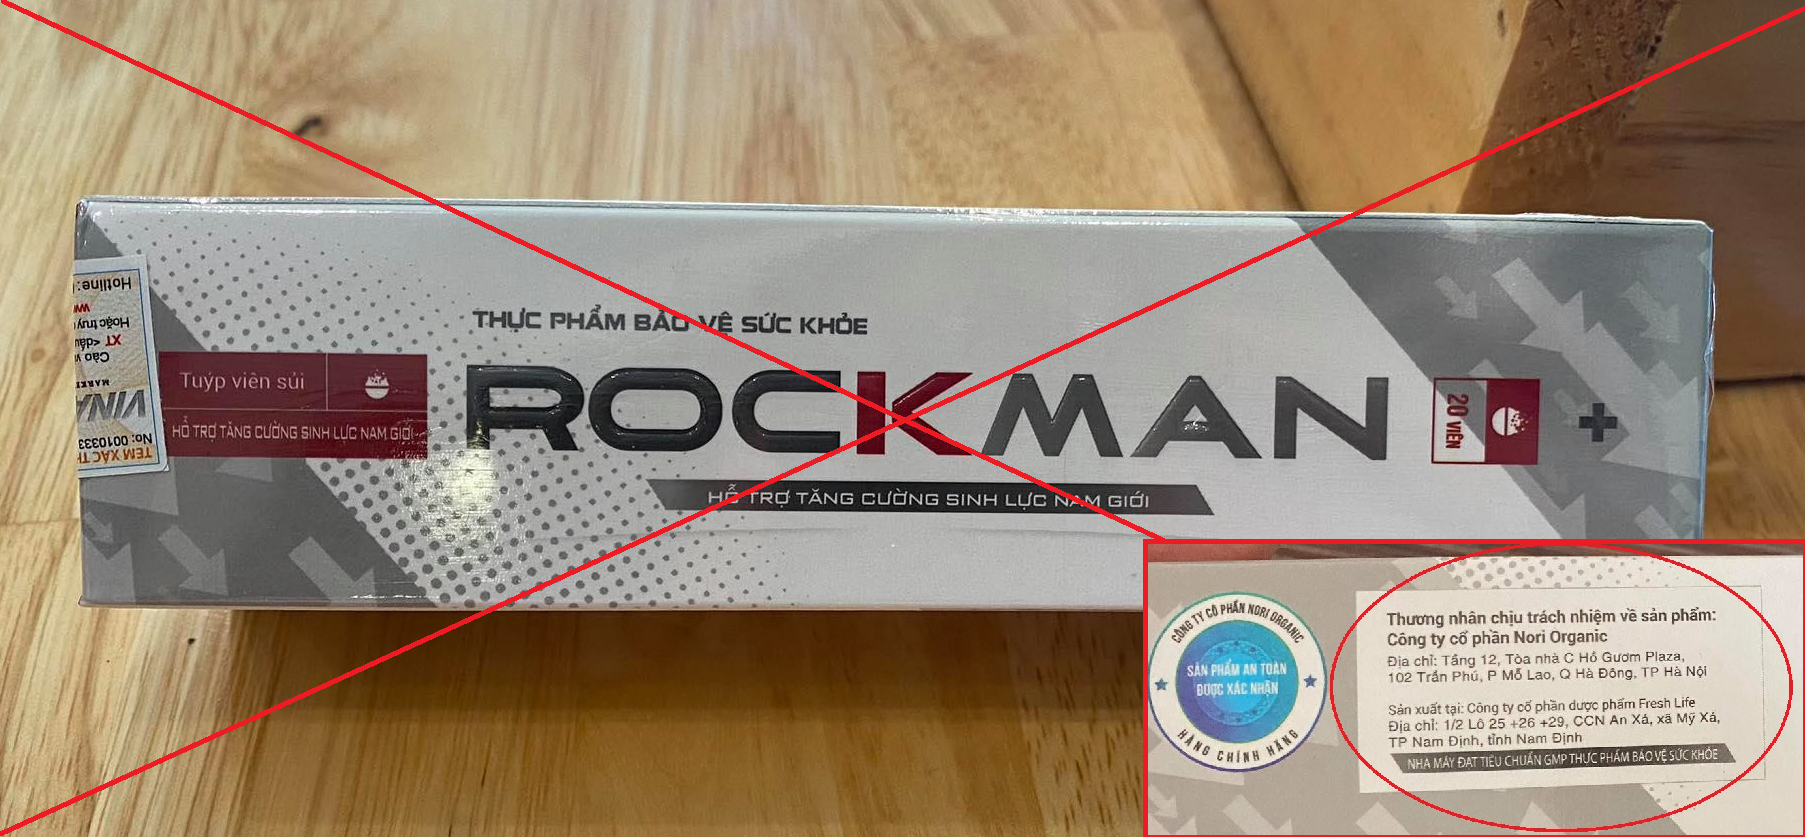 THỰC PHẨM BẢO VỆ SỨC KHỎE
Tuýp viên sủi
HỖ TRỢ TĂNG CƯỜNG SINH LỰC NAM GIỚI
ROCKMAN
20 VIÊN
+
HỖ TRỢ TĂNG CƯỜNG SINH LỰC NAM GIỚI
Hotline:
Hoặc truy
XT <dấu
Cào
VINA
No: 0010333
TEM XÁC TH
CÔNG TY CỔ PHẦN NORI ORGANIC
SẢN PHẨM AN TOÀN
ĐƯỢC XÁC NHẬN
HÀNG CHÍNH HÃNG
Thương nhân chịu trách nhiệm về sản phẩm:
Công ty cổ phần Nori Organic
Địa chỉ: Tầng 12, Tòa nhà C Hồ Gươm Plaza,
102 Trần Phú, P Mỗ Lao, Q Hà Đông, TP Hà Nội
Sản xuất tại: Công ty cổ phần dược phẩm Fresh Life
Địa chỉ: 1/2 Lô 25 +26 +29, CCN An Xá, xã Mỹ Xá,
TP Nam Định, tỉnh Nam Định
NHÀ MÁY ĐẠT TIÊU CHUẨN GMP THỰC PHẨM BẢO VỆ SỨC KHỎE